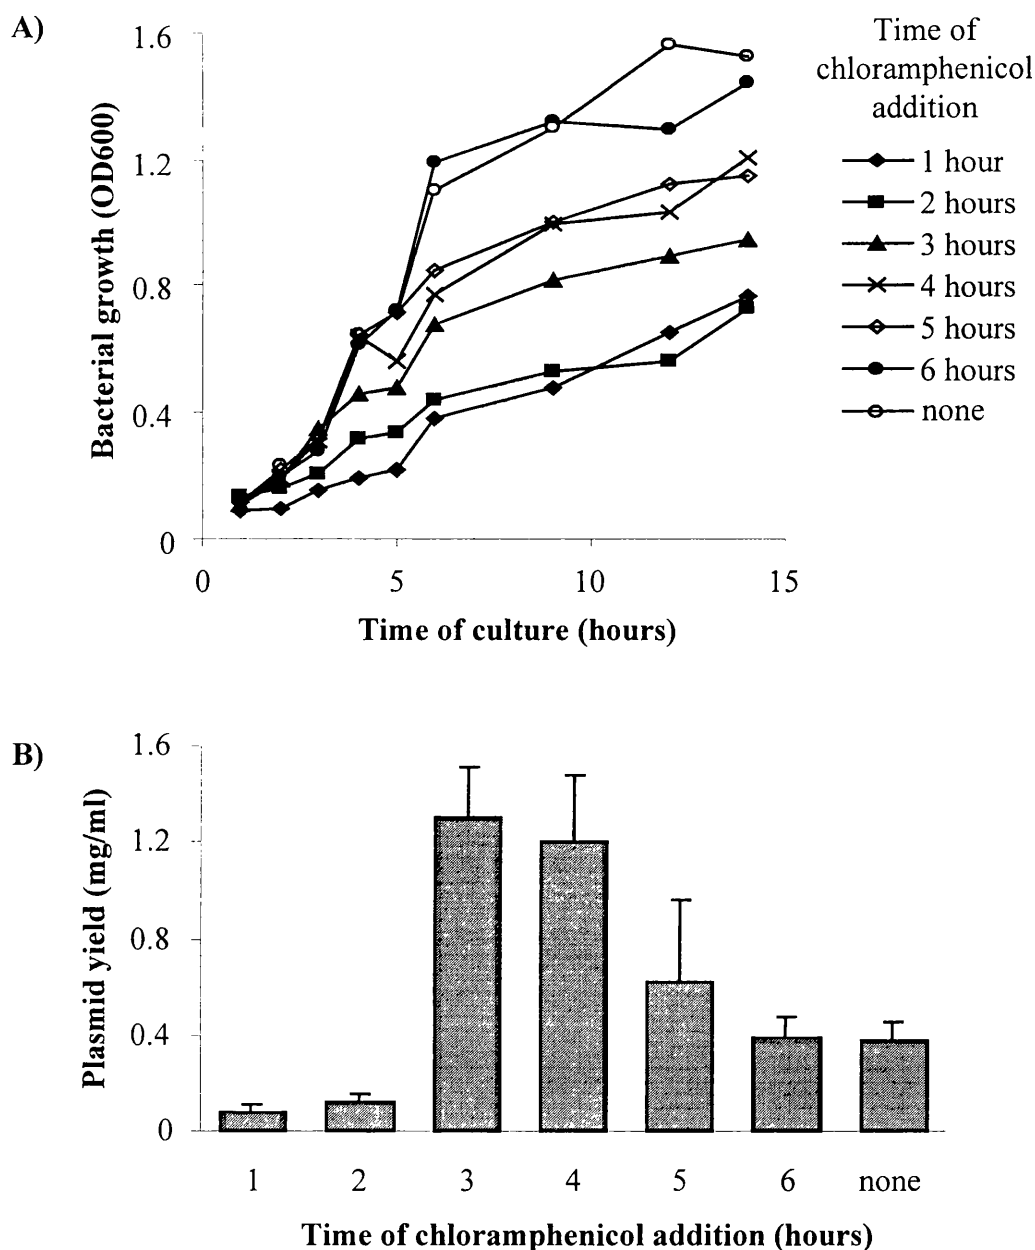 A)
Time of
chloramphenicol
addition
1 hour
2 hours
3 hours
4 hours
5 hours
6 hours
none
Bacterial growth (OD600)
1.6
1.2
0.8
0.4
0
0 5 10 15
Time of culture (hours)
B)
Plasmid yield (mg/ml)
1.6
1.2
0.8
0.4
0
1 2 3 4 5 6 none
Time of chloramphenicol addition (hours)